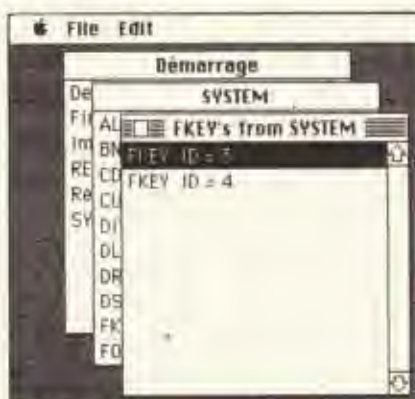 File Edit
Démarrage
De
Fi
Im
RE
Re
SY
SYSTEM
AL
BN
CD
CU
DI
DL
DR
DS
FK
FO
FKEY's from SYSTEM
FKEY ID = 3
FKEY ID = 4